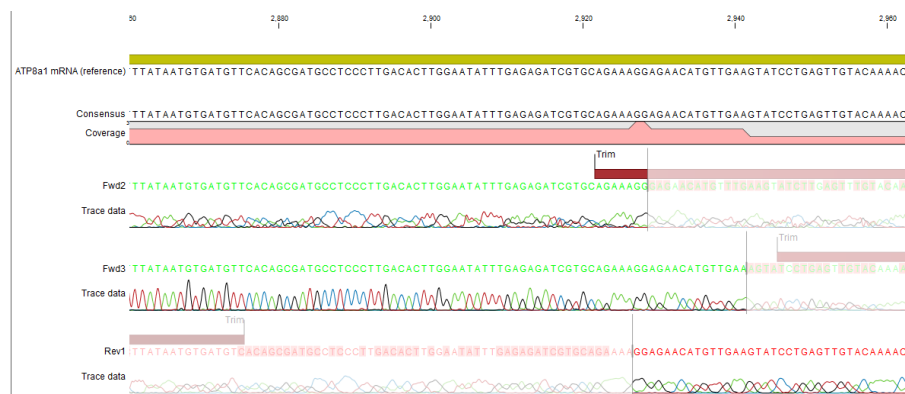 60 2,880 2,900 2,920 2,940 2,960
ATP8a1 mRNA (reference) TTATAATGTGATGTTCACAGCGATGCCTCCCTTGACACTTGGAATATTTGAGAGATCGTGCAGAAAGGAGAACATGTTGAAGTATCCTGAGTTGTACAAAAC
Consensus TTATAATGTGATGTTCACAGCGATGCCTCCCTTGACACTTGGAATATTTGAGAGATCGTGCAGAAAGGAGAACATGTTGAAGTATCCTGAGTTGTACAAAAC
Coverage
Trim
Fwd2 TTATAATGTGATGTTCACAGCGATGCCTCCCTTGACACTTGGAATATTTGAGAGATCGTGCAGAAAGG
Trace data
Trim
Fwd3 TTATAATGTGATGTTCACAGCGATGCCTCCCTTGACACTTGGAATATTTGAGAGATCGTGCAGAAAGGAGAACATGTTGAA
Trace data
Trim
Rev1 GGAGAACATGTTGAAGTATCCTGAGTTGTACAAAAC
Trace data